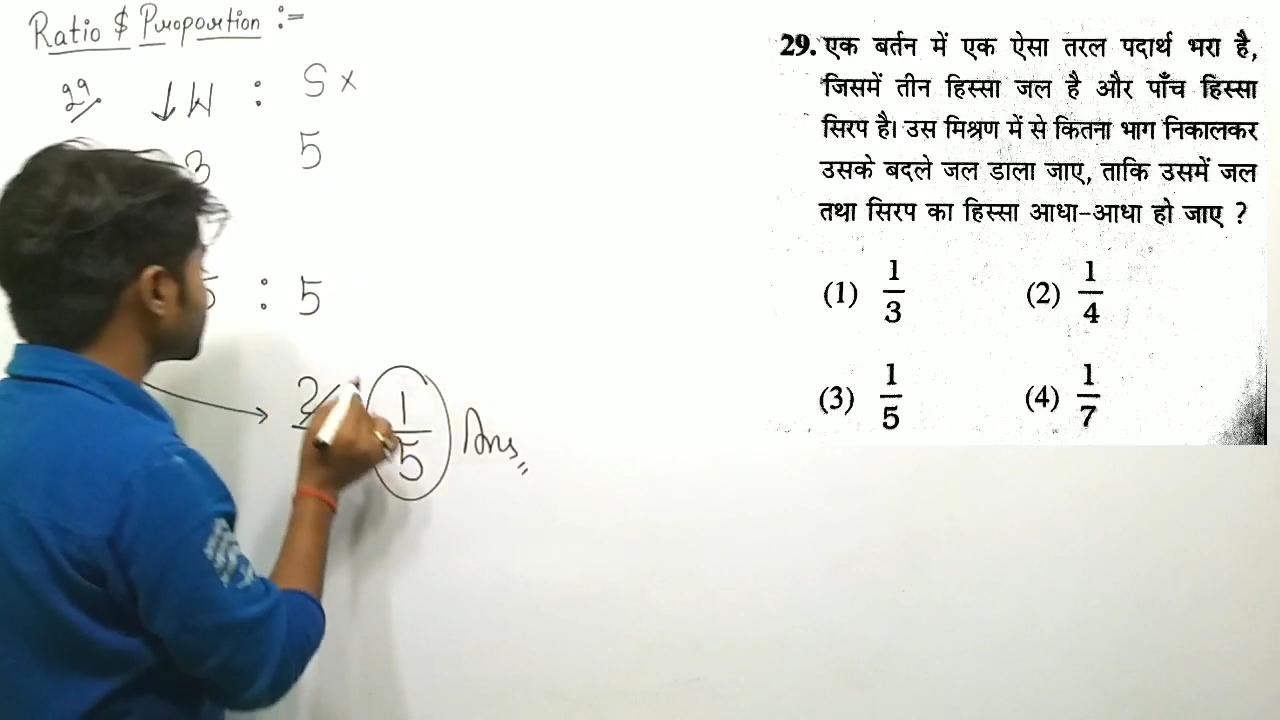 Ratio $ Proportion :-
29. ↓W : S ×
3 5
5 : 5
2
1
5
Ans
29. एक बर्तन में एक ऐसा तरल पदार्थ भरा है,
जिसमें तीन हिस्सा जल है और पाँच हिस्सा
सिरप है। उस मिश्रण में से कितना भाग निकालकर
उसके बदले जल डाला जाए, ताकि उसमें जल
तथा सिरप का हिस्सा आधा-आधा हो जाए ?
(1) 1/3 (2) 1/4
(3) 1/5 (4) 1/7